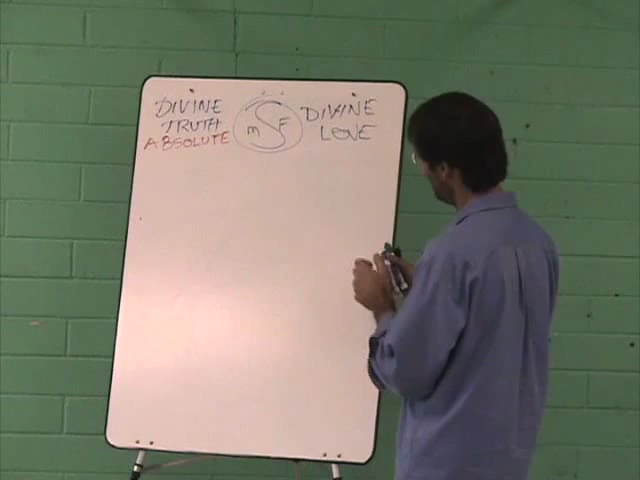 DIVINE
TRUTH
ABSOLUTE
m F
DIVINE
LOVE